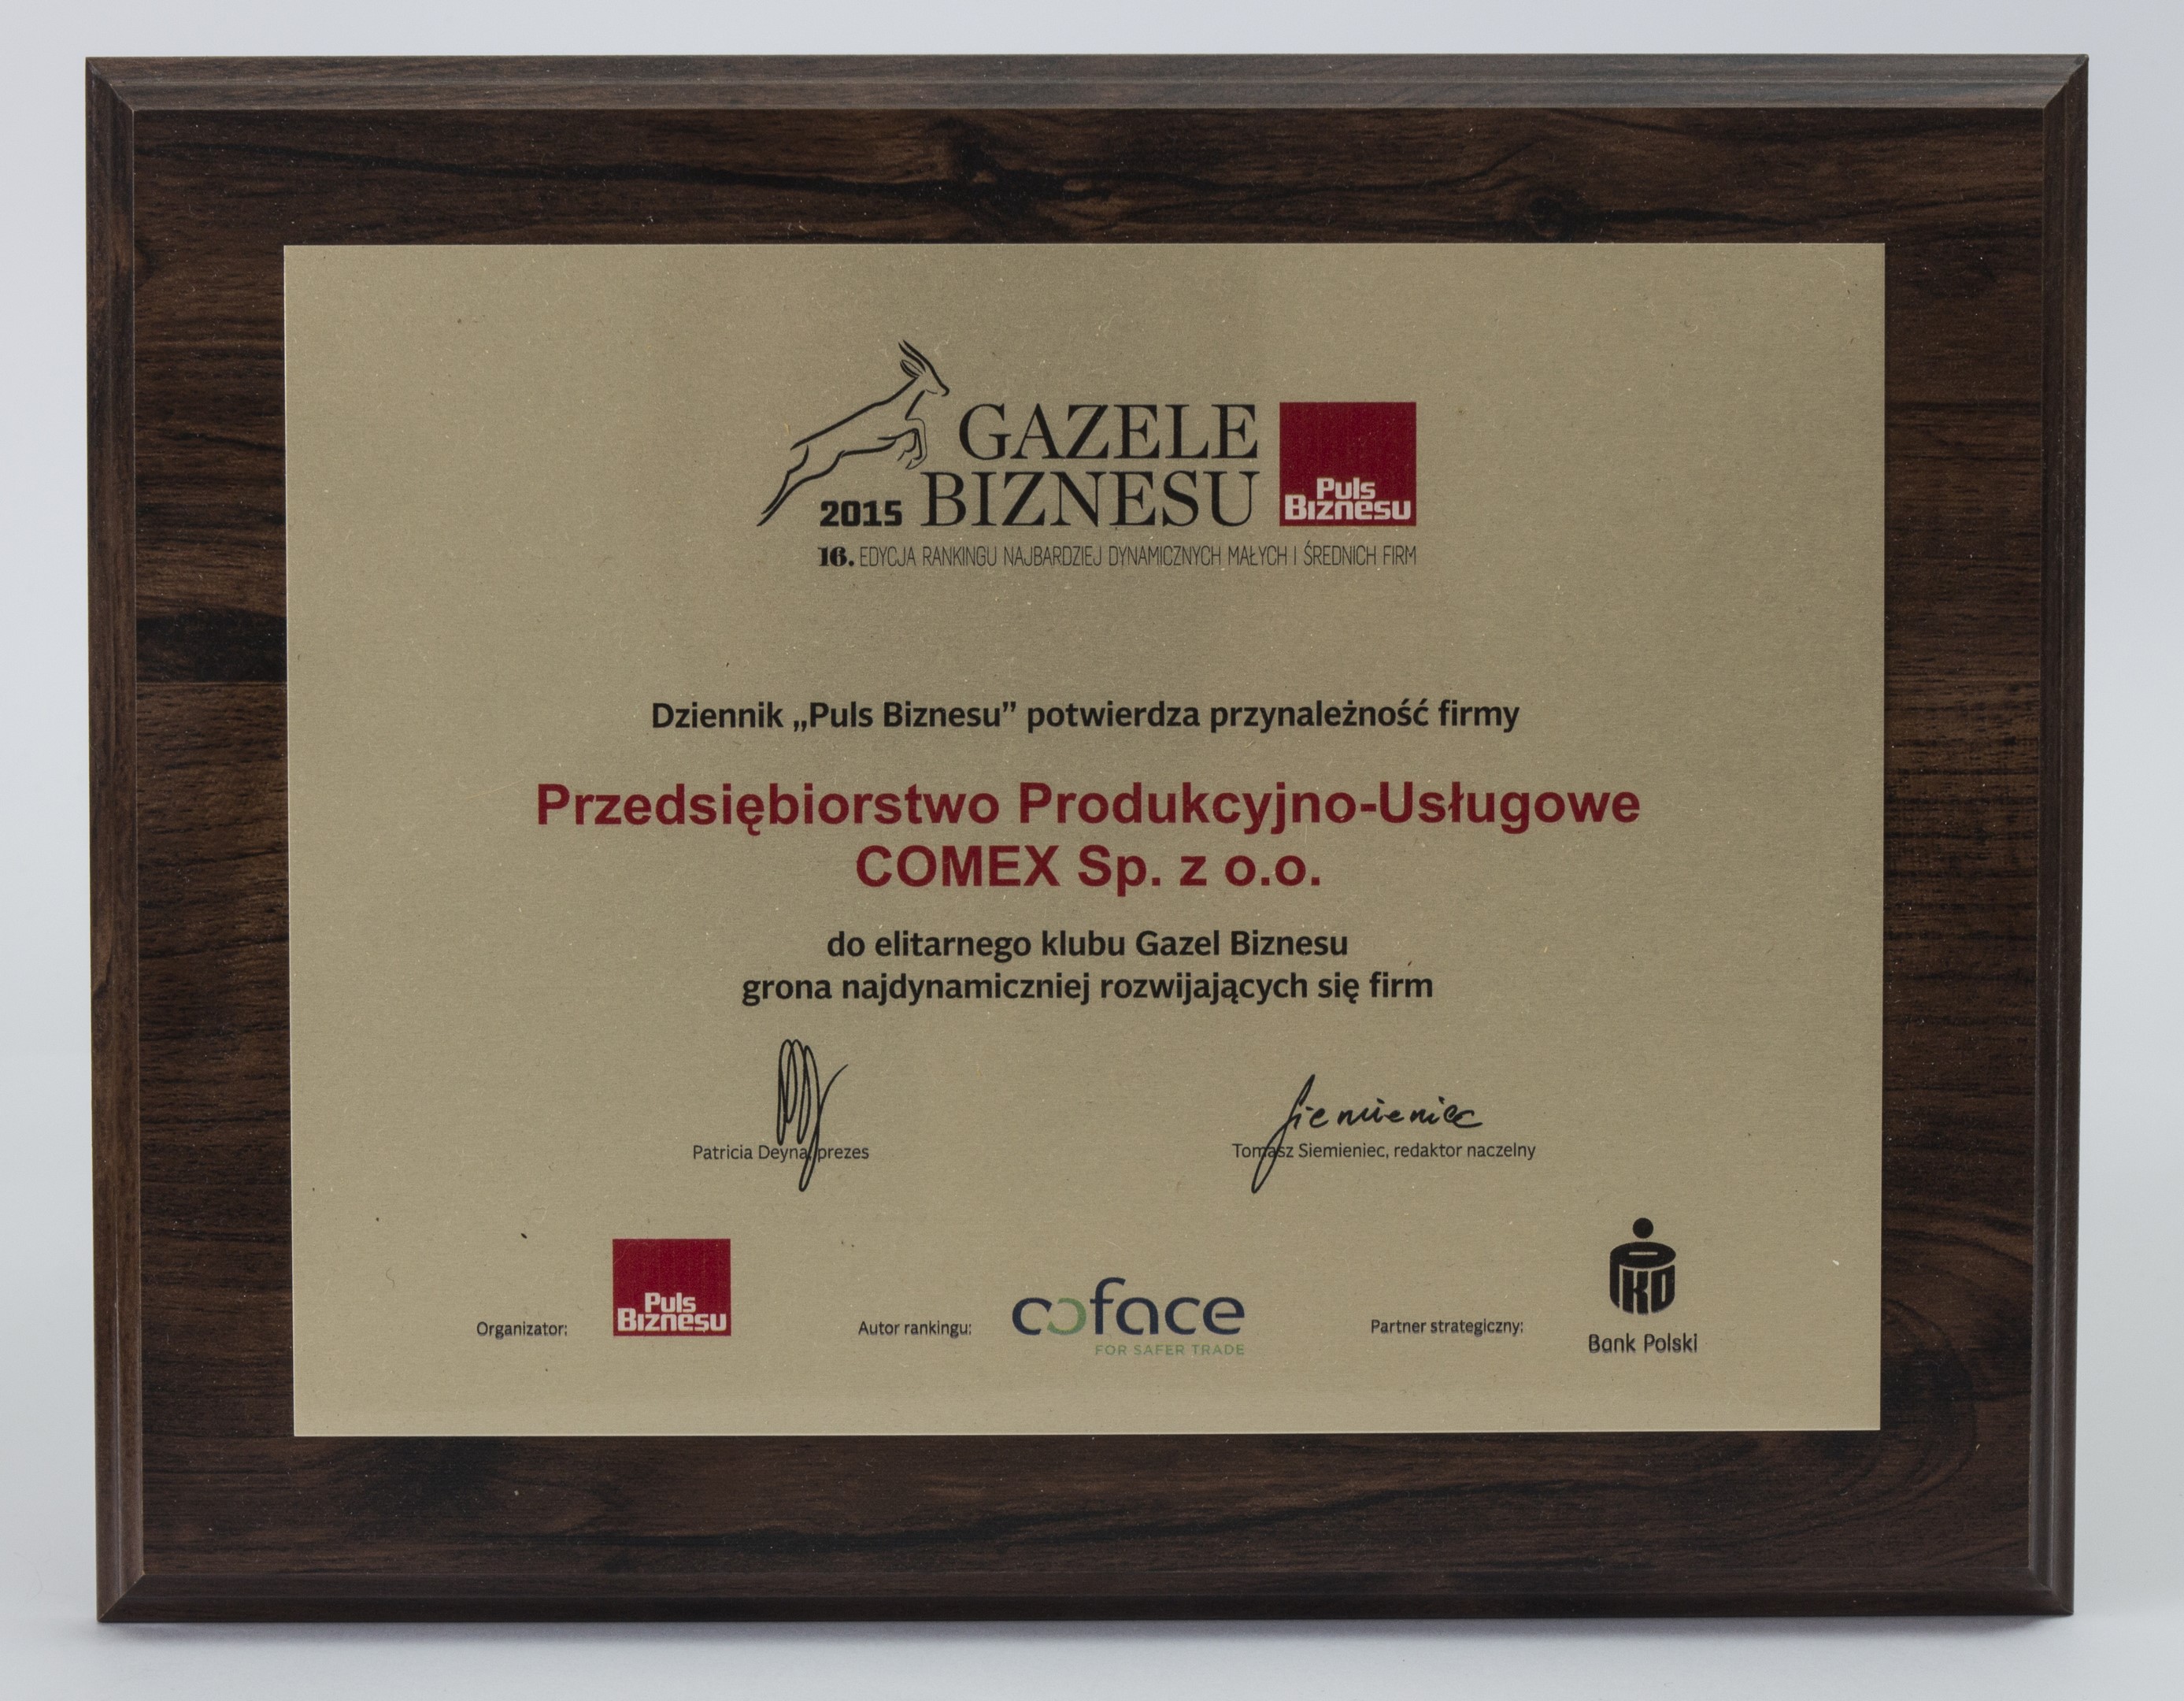 GAZELE
2015 BIZNESU
Puls
Biznesu
16. EDYCJA RANKINGU NAJBARDZIEJ DYNAMICZNYCH MAŁYCH I ŚREDNICH FIRM
Dziennik „Puls Biznesu” potwierdza przynależność firmy
Przedsiębiorstwo Produkcyjno-Usługowe
COMEX Sp. z o.o.
do elitarnego klubu Gazel Biznesu
grona najdynamiczniej rozwijających się firm
Siemieniec
Patricia Deyna, prezes
Tomasz Siemieniec, redaktor naczelny
Organizator:
Puls
Biznesu
Autor rankingu:
coface
FOR SAFER TRADE
Partner strategiczny:
PKO
Bank Polski